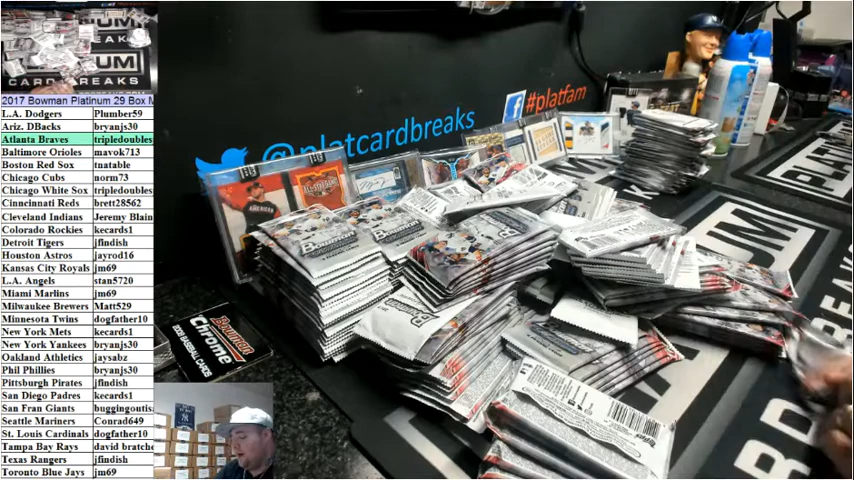 UM
CARD BREAKS
2017 Bowman Platinum 29 Box M
L.A. Dodgers Plumber59
Ariz. DBacks bryanjs30
Atlanta Braves tripledoubles
Baltimore Orioles mavok713
Boston Red Sox tnatable
Chicago Cubs norm73
Chicago White Sox tripledoubles
Cinncinnati Reds brett28562
Cleveland Indians Jeremy Blain
Colorado Rockies kecards1
Detroit Tigers jfindish
Houston Astros jayrod16
Kansas City Royals jm69
L.A. Angels stan5720
Miami Marlins jm69
Milwaukee Brewers Matt529
Minnesota Twins dogfather10
New York Mets kecards1
New York Yankees bryanjs30
Oakland Athletics jaysabz
Phil Phillies bryanjs30
Pittsburgh Pirates jfindish
San Diego Padres kecards1
San Fran Giants buggingoutis
Seattle Mariners Conrad649
St. Louis Cardinals dogfather10
Tampa Bay Rays david bratche
Texas Rangers jfindish
Toronto Blue Jays jm69
@platcardbreaks
#platfam
Bowman
Chrome
Bowman
topps